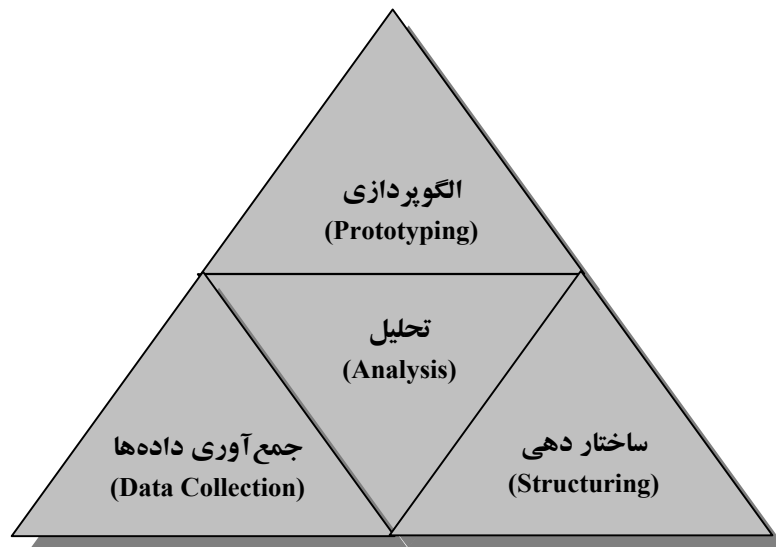 الگوپردازی
(Prototyping)
تحلیل
(Analysis)
جمع‌آوری داده‌ها
(Data Collection)
ساختار دهی
(Structuring)